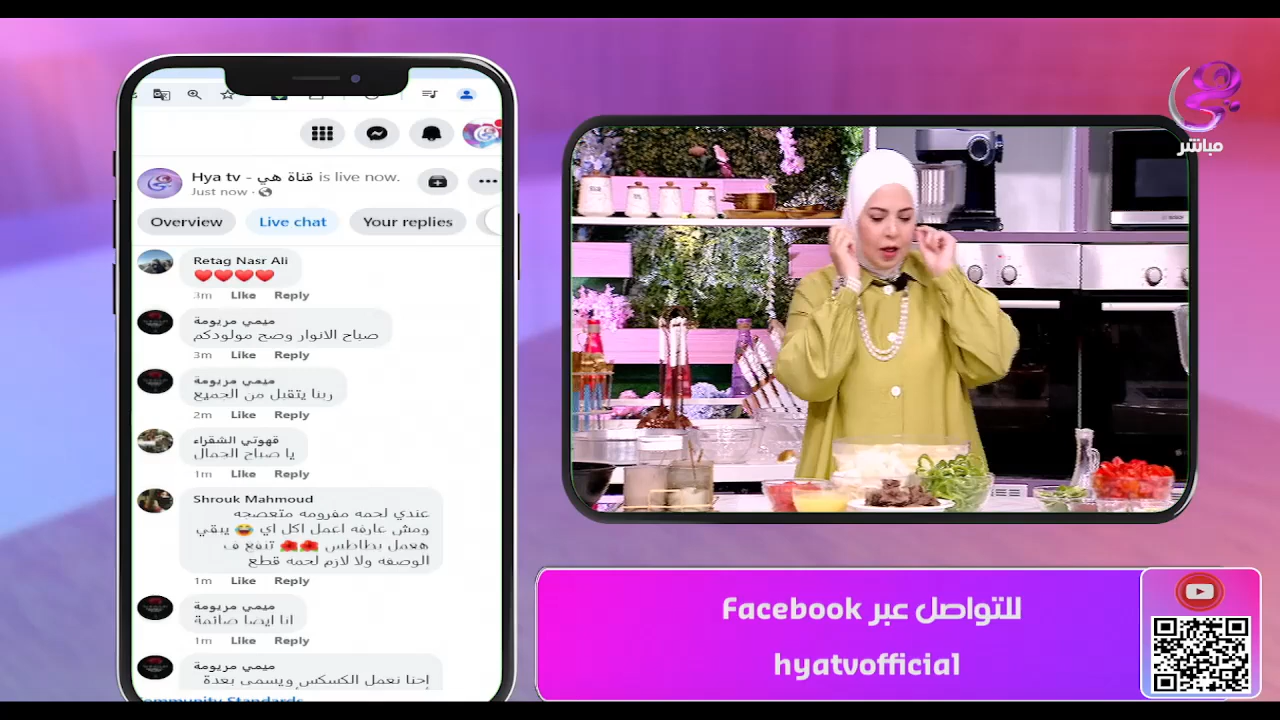 Hya tv - قناة هي is live now.
Just now
Overview
Live chat
Your replies
Retag Nasr Ali
❤️❤️❤️❤️
3m Like Reply
ميمي مريومة
صباح الانوار وصح مولودكم
3m Like Reply
ميمي مريومة
ربنا يتقبل من الجميع
2m Like Reply
قهوتي الشقراء
يا صباح الجمال
1m Like Reply
Shrouk Mahmoud
عندي لحمه مفرومه متعصجه
ومش عارفه اعمل اكل اي 😂 يبقي
هعمل بطاطس 🌺🌺 تنفع ف
الوصفه ولا لازم لحمه قطع
1m Like Reply
ميمي مريومة
انا ايضا صائمة
1m Like Reply
ميمي مريومة
إحنا نعمل الكسكس ويسمى بعدة
Community Standards
مباشر
للتواصل عبر Facebook
hyatvofficial